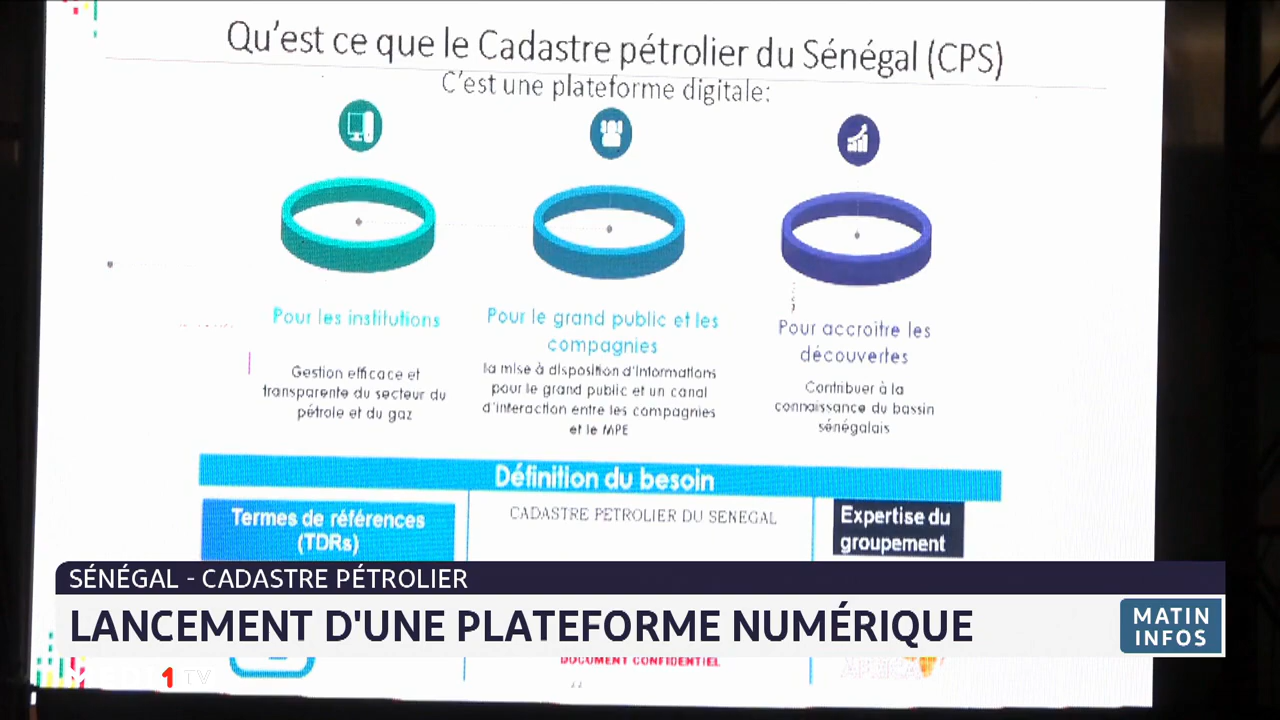 Qu'est ce que le Cadastre pétrolier du Sénégal (CPS)
C'est une plateforme digitale:
Pour les institutions
Gestion efficace et
transparente du secteur du
pétrole et du gaz
Pour le grand public et les
compagnies
la mise à disposition d'informations
pour le grand public et un canal
d'interaction entre les compagnies
et le MPE
Pour accroitre les
découvertes
Contribuer à la
connaissance du bassin
sénégalais
Définition du besoin
Termes de références
(TDRs)
CADASTRE PETROLIER DU SENEGAL
Expertise du
groupement
SÉNÉGAL - CADASTRE PÉTROLIER
LANCEMENT D'UNE PLATEFORME NUMÉRIQUE
MATIN
INFOS
DOCUMENT CONFIDENTIEL
AFRICA
MEDI 1 TV